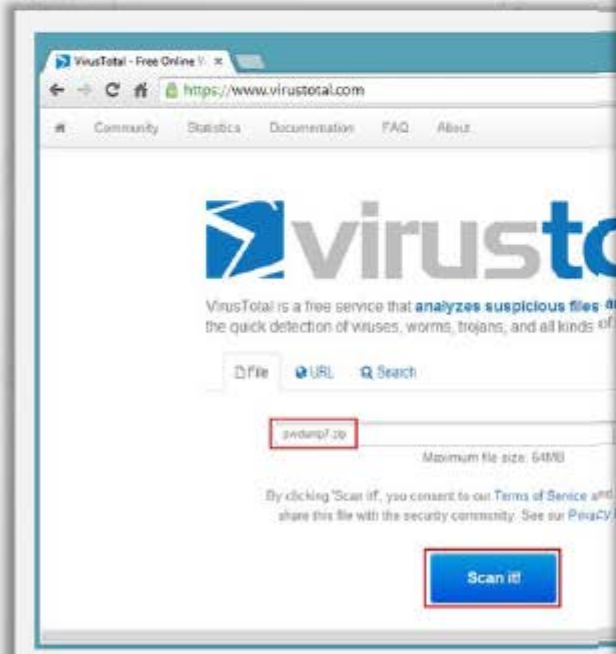 VirusTotal - Free Online V
https://www.virustotal.com
Community Statistics Documentation FAQ About
virusto
VirusTotal is a free service that analyzes suspicious files
the quick detection of viruses, worms, trojans, and all kinds of
File URL Search
pwdump7.zip
Maximum file size: 64MB
By clicking 'Scan it!', you consent to our Terms of Service and
share this file with the security community. See our Privacy
Scan it!